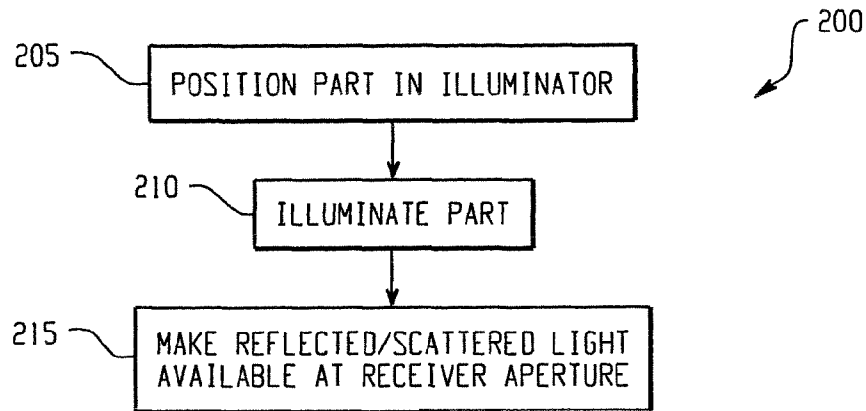 200
205
POSITION PART IN ILLUMINATOR
210
ILLUMINATE PART
215
MAKE REFLECTED/SCATTERED LIGHT
AVAILABLE AT RECEIVER APERTURE